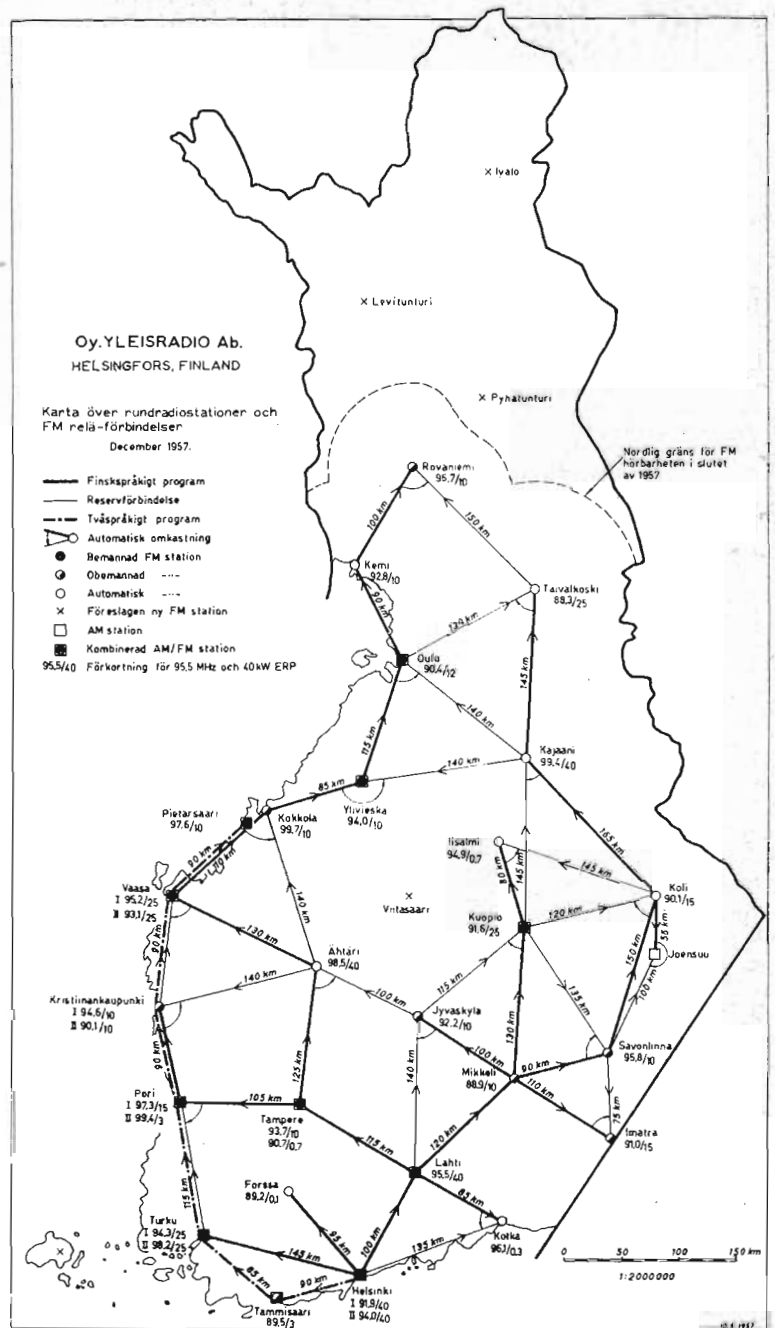 Ivalo
Levitunturi
Oy.YLEISRADIO Ab.
HELSINGFORS, FINLAND
Karta över rundradiostationer och
FM relä-förbindelser
December 1957.
Finskspråkigt program
Reservförbindelse
Tvåspråkigt program
Automatisk omkastning
Bemannad FM station
Obemannad -----
Automatisk -----
Föreslagen ny FM station
AM station
Kombinerad AM/FM station
95,5/40 Förkortning för 95,5 MHz och 40kW ERP
Pyhätunturi
Nordlig gräns för FM
hörbarheten i slutet
av 1957
Rovaniemi
95.7/10
100 km
150 km
Kemi
92.8/10
90 km
Taivalkoski
88.3/25
Oulu
90.4/12
145 km
115 km
140 km
Kajaani
99.4/40
140 km
85 km
Ylivieska
94,0/10
Pietarsaari
97.6/10
Kokkola
99.7/10
165 km
90 km
110 km
Iisalmi
94.9/0.7
80 km
145 km
145 km
Vaasa
I 95.2/25
II 93,1/25
Viitasaari
140 km
Koli
90.1/15
Kuopio
91.6/25
120 km
55 km
Joensuu
130 km
Ähtäri
98,5/40
90 km
140 km
100 km
115 km
135 km
150 km
100 km
Kristiinankaupunki
I 94.6/10
II 90.1/10
Jyväskylä
92.2/10
130 km
Savonlinna
95.8/10
100 km
Mikkeli
88.9/10
90 km
110 km
75 km
90 km
125 km
140 km
Pori
I 97.3/15
II 99.4/3
105 km
Tampere
93.7/10
90.7/0.7
120 km
Imatra
91.0/15
115 km
Lahti
95.5/40
Forssa
89.2/0,1
85 km
115 km
Turku
I 94.3/25
II 98.2/25
Kotka
96.1/0.3
145 km
95 km
100 km
135 km
85 km
90 km
Tammisaari
89.5/3
Helsinki
I 91.9/40
II 94.0/40
0 50 100 150 km
1:2000000